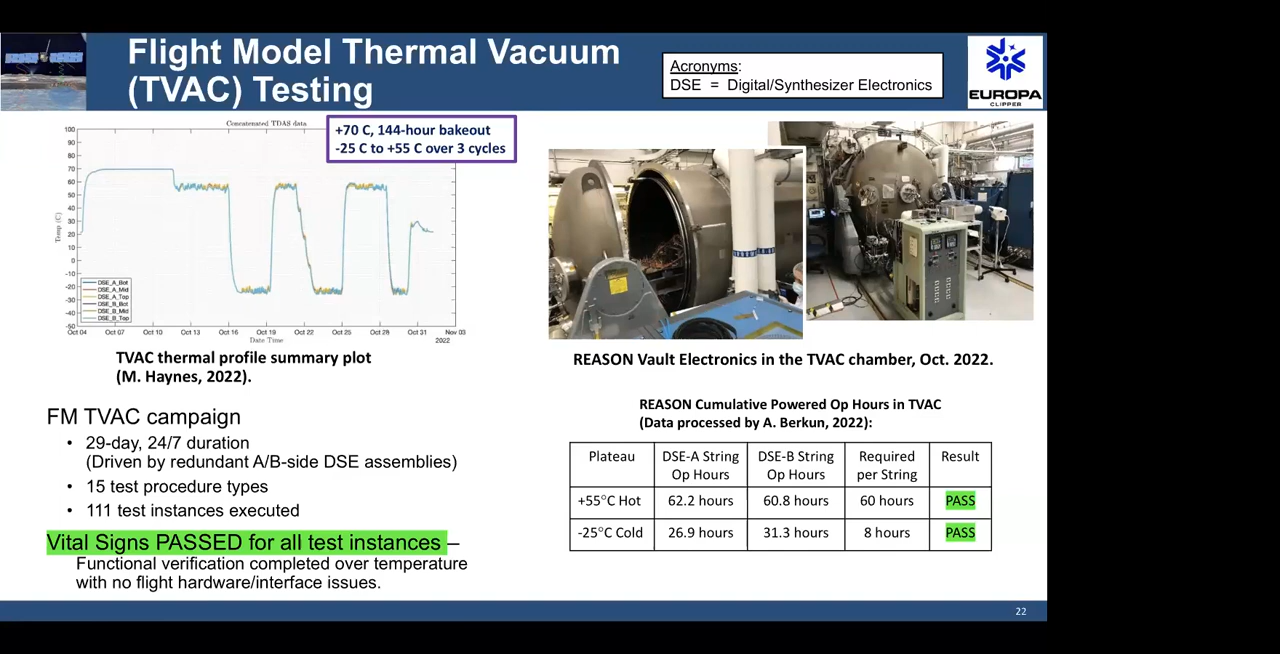 Flight Model Thermal Vacuum
(TVAC) Testing
Acronyms:
DSE = Digital/Synthesizer Electronics
EUROPA
CLIPPER
Concatenated TDAS data
+70 C, 144-hour bakeout
-25 C to +55 C over 3 cycles
Temp (C)
100
90
80
70
60
50
40
30
20
10
0
-10
-20
-30
-40
-50
DSE_A_Bot
DSE_A_Mid
DSE_A_Top
DSE_B_Bot
DSE_B_Mid
DSE_B_Top
Oct 04 Oct 07 Oct 10 Oct 13 Oct 16 Oct 19 Oct 22 Oct 25 Oct 28 Oct 31 Nov 03
Date Time
2022
TVAC thermal profile summary plot
(M. Haynes, 2022).
FM TVAC campaign
• 29-day, 24/7 duration
(Driven by redundant A/B-side DSE assemblies)
• 15 test procedure types
• 111 test instances executed
Vital Signs PASSED for all test instances –
Functional verification completed over temperature
with no flight hardware/interface issues.
REASON Vault Electronics in the TVAC chamber, Oct. 2022.
REASON Cumulative Powered Op Hours in TVAC
(Data processed by A. Berkun, 2022):
Plateau DSE-A String Op Hours DSE-B String Op Hours Required per String Result
+55°C Hot 62.2 hours 60.8 hours 60 hours PASS
-25°C Cold 26.9 hours 31.3 hours 8 hours PASS
22